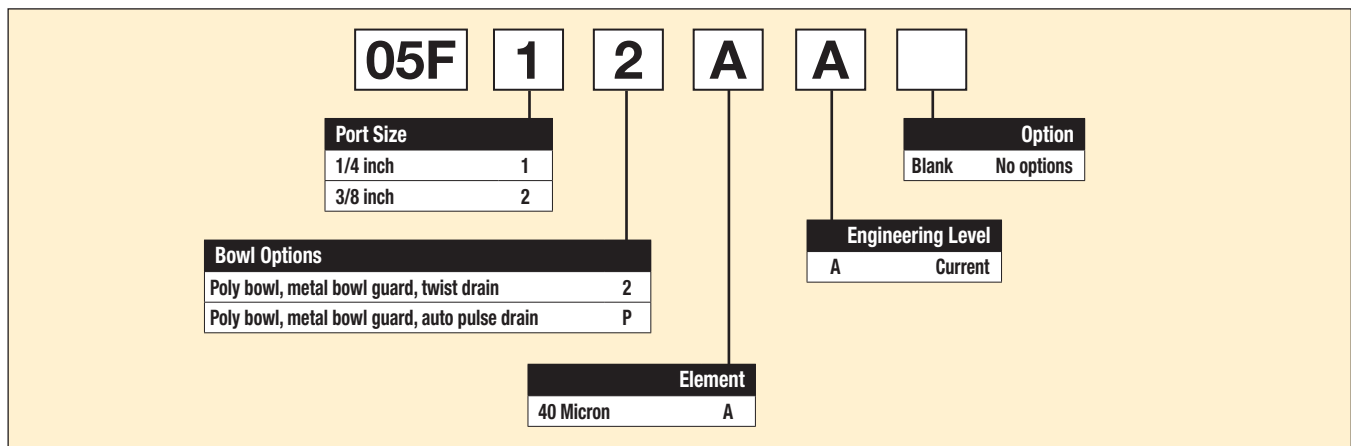 05F 1 2 A A
Port Size
1/4 inch 1
3/8 inch 2
Option
Blank No options
Bowl Options
Poly bowl, metal bowl guard, twist drain 2
Poly bowl, metal bowl guard, auto pulse drain P
Engineering Level
A Current
Element
40 Micron A